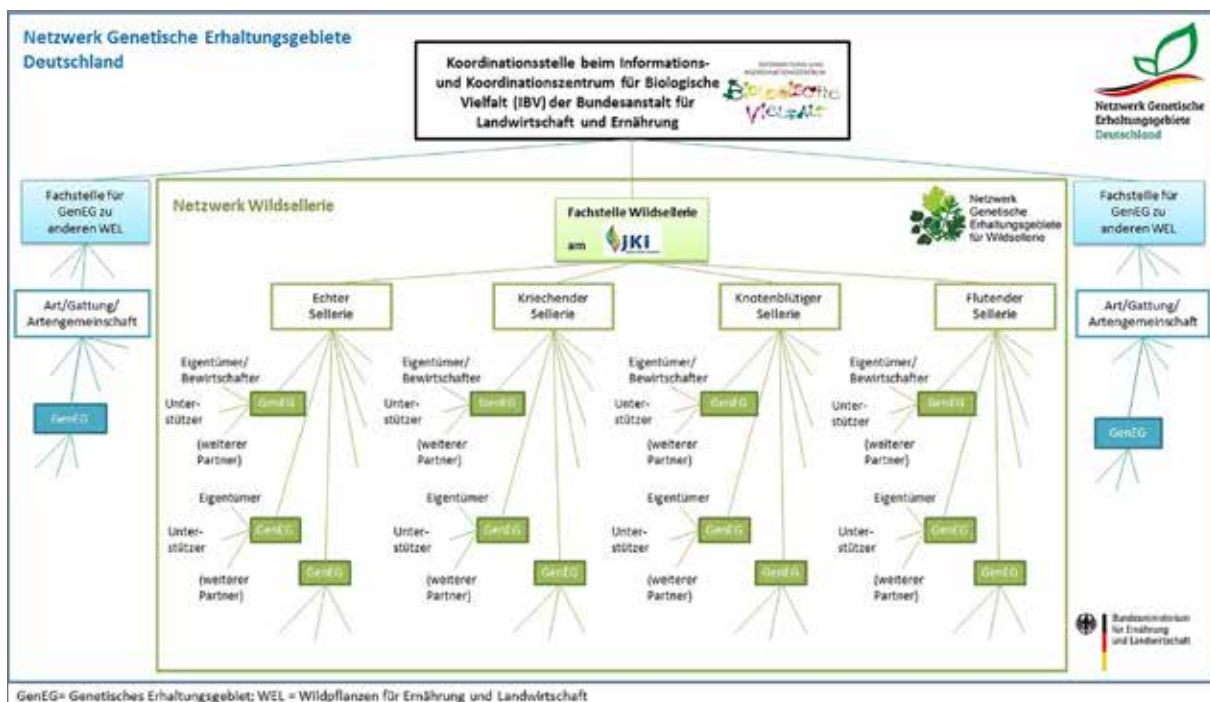 Netzwerk Genetische Erhaltungsgebiete
Deutschland
Koordinationsstelle beim Informations-
und Koordinationszentrum für Biologische
Vielfalt (IBV) der Bundesanstalt für
Landwirtschaft und Ernährung
INFORMATIONS- UND
KOORDINATIONSZENTRUM
Biologische
Vielfalt
Netzwerk Genetische
Erhaltungsgebiete
Deutschland
Fachstelle für
GenEG zu
anderen WEL
Netzwerk Wildsellerie
Fachstelle Wildsellerie
am JKi
Netzwerk
Genetische
Erhaltungsgebiete
für Wildsellerie
Fachstelle für
GenEG zu
anderen WEL
Art/Gattung/
Artengemeinschaft
Echter
Sellerie
Kriechender
Sellerie
Knotenblütiger
Sellerie
Flutender
Sellerie
Art/Gattung/
Artengemeinschaft
GenEG
Eigentümer/
Bewirtschafter
GenEG
Unter-
stützer
(weiterer
Partner)
Eigentümer
GenEG
Unter-
stützer
(weiterer
Partner)
GenEG
Eigentümer/
Bewirtschafter
GenEG
Unter-
stützer
(weiterer
Partner)
Eigentümer
GenEG
Unter-
stützer
(weiterer
Partner)
GenEG
Eigentümer/
Bewirtschafter
GenEG
Unter-
stützer
(weiterer
Partner)
Eigentümer
GenEG
Unter-
stützer
(weiterer
Partner)
GenEG
Eigentümer/
Bewirtschafter
GenEG
Unter-
stützer
(weiterer
Partner)
Eigentümer
GenEG
Unter-
stützer
(weiterer
Partner)
GenEG
GenEG
Bundesministerium
für Ernährung
und Landwirtschaft
GenEG= Genetisches Erhaltungsgebiet; WEL = Wildpflanzen für Ernährung und Landwirtschaft